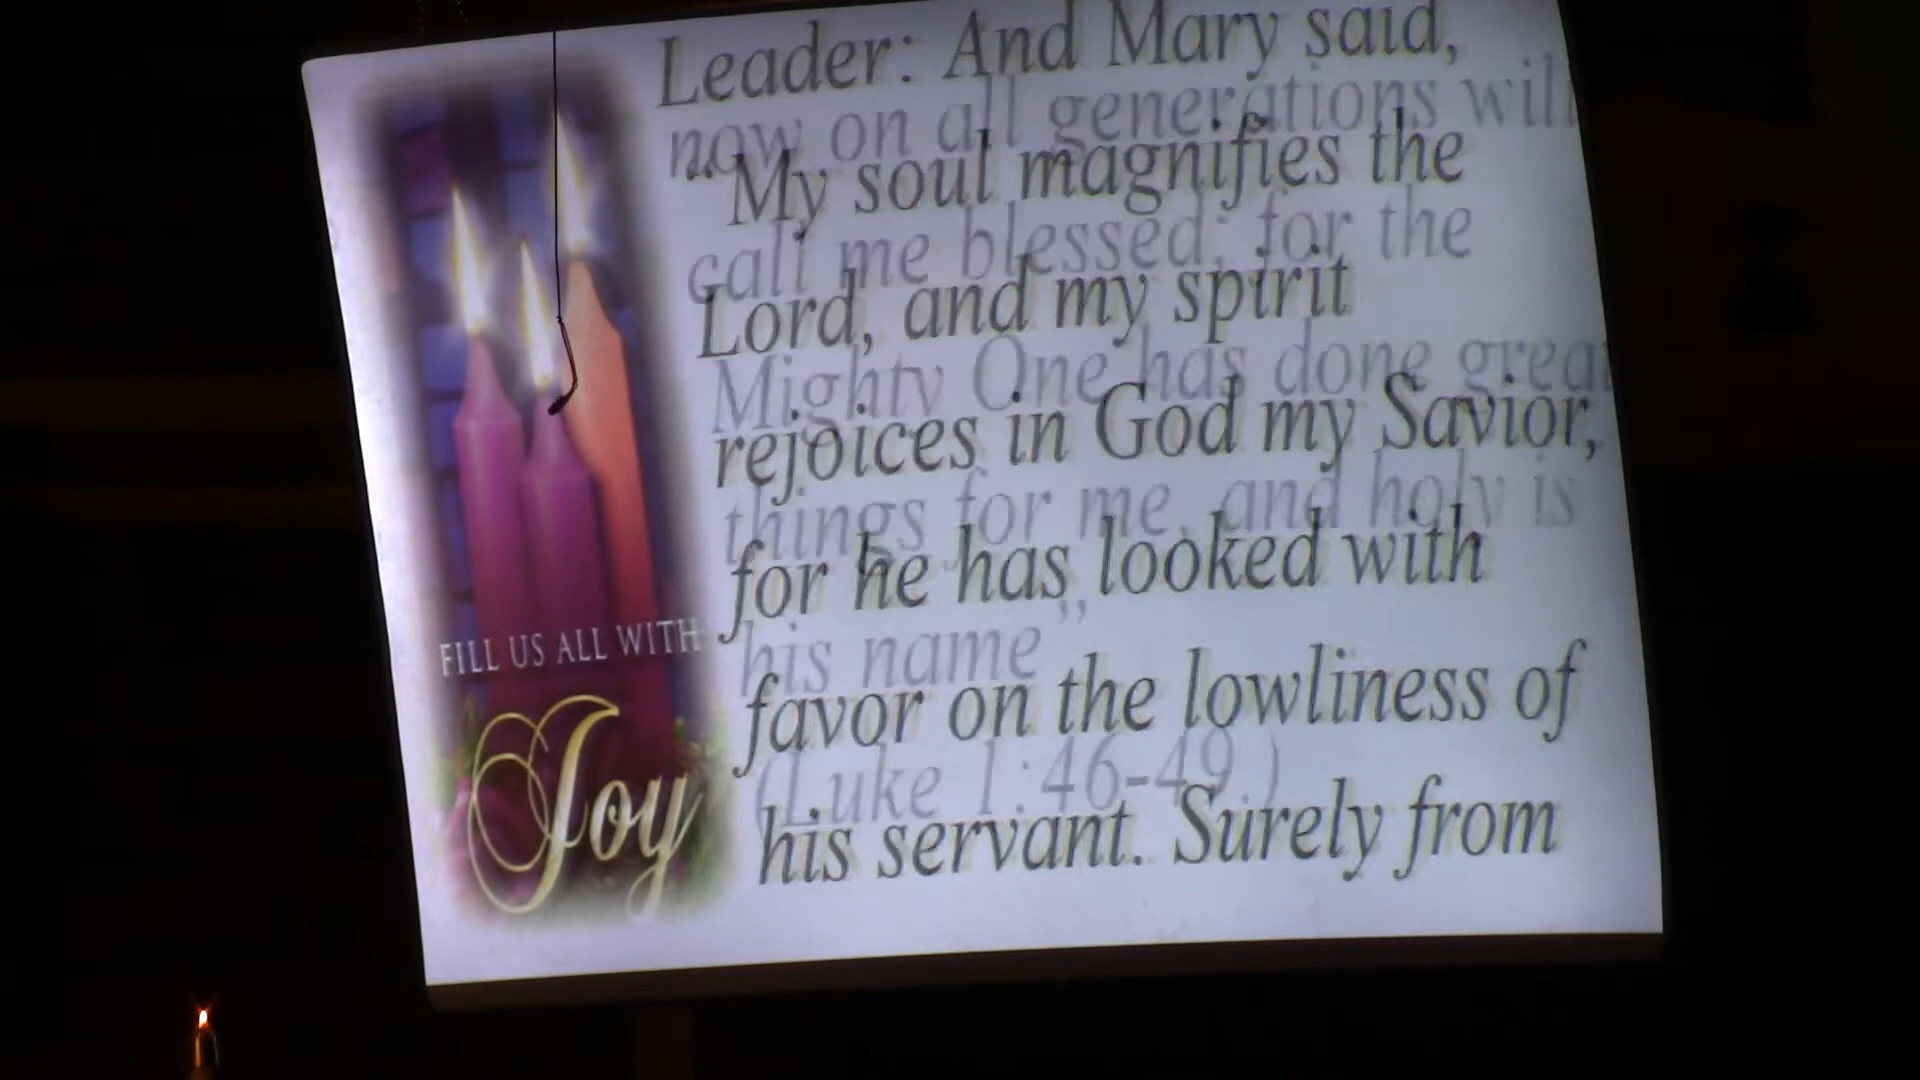 Leader: And Mary said,
"My soul magnifies the
Lord, and my spirit
rejoices in God my Savior,
for he has looked with
favor on the lowliness of
his servant. Surely from
now on all generations will
call me blessed; for the
Mighty One has done great
things for me, and holy is
his name"
(Luke 1:46-49.)
FILL US ALL WITH
Joy